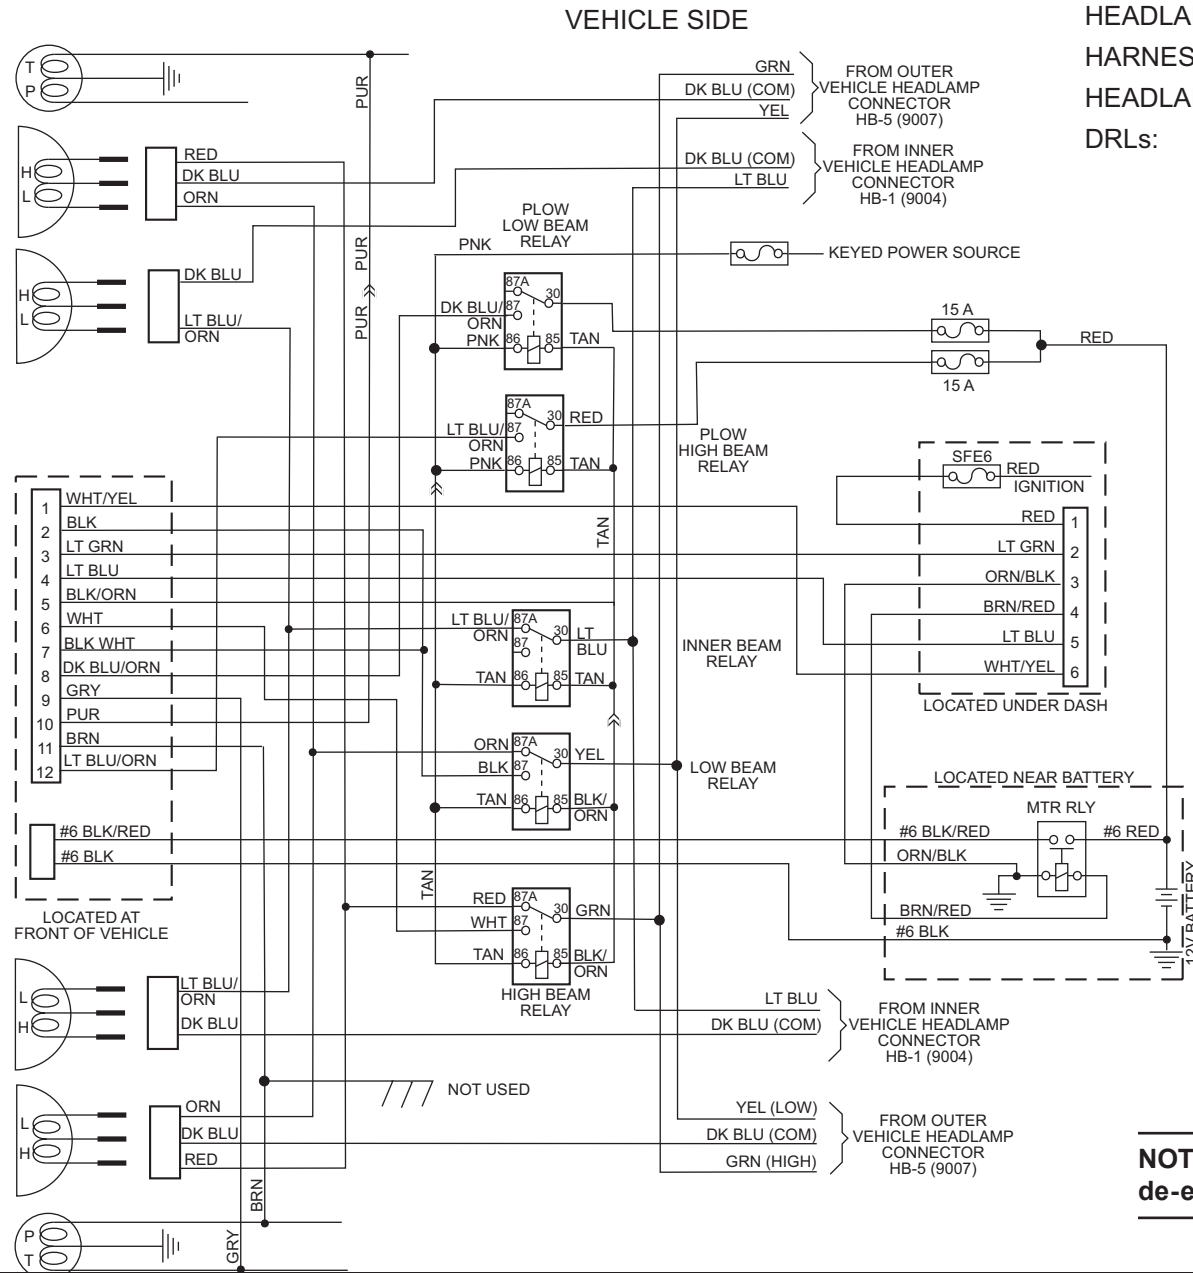 VEHICLE SIDE
HEADLA
HARNES
HEADLA
DRLs:
T
P
PUR
GRN
DK BLU (COM)
YEL
FROM OUTER
VEHICLE HEADLAMP
CONNECTOR
HB-5 (9007)
H
L
RED
DK BLU
ORN
DK BLU (COM)
LT BLU
FROM INNER
VEHICLE HEADLAMP
CONNECTOR
HB-1 (9004)
PLOW
LOW BEAM
RELAY
PNK
KEYED POWER SOURCE
H
L
DK BLU
LT BLU/
ORN
PUR
PUR
87A
30
DK BLU/
ORN
87
PNK
86
85
TAN
15 A
15 A
RED
87A
30
RED
LT BLU/
ORN
87
PNK
86
85
TAN
PLOW
HIGH BEAM
RELAY
TAN
SFE6
RED
IGNITION
RED
1
LT GRN
2
ORN/BLK
3
BRN/RED
4
LT BLU
5
WHT/YEL
6
LOCATED UNDER DASH
1
WHT/YEL
2
BLK
3
LT GRN
4
LT BLU
5
BLK/ORN
6
WHT
7
BLK WHT
8
DK BLU/ORN
9
GRY
10
PUR
11
BRN
12
LT BLU/ORN
#6 BLK/RED
#6 BLK
LOCATED AT
FRONT OF VEHICLE
LT BLU/
ORN
87A
87
30
LT
BLU
TAN
86
85
TAN
INNER BEAM
RELAY
ORN
87A
BLK
87
30
YEL
TAN
86
85
BLK/
ORN
LOW BEAM
RELAY
TAN
RED
87A
WHT
87
30
GRN
TAN
86
85
BLK/
ORN
HIGH BEAM
RELAY
LOCATED NEAR BATTERY
MTR RLY
#6 BLK/RED
#6 RED
ORN/BLK
BRN/RED
#6 BLK
12V BATTERY
L
H
LT BLU/
ORN
DK BLU
LT BLU
DK BLU (COM)
FROM INNER
VEHICLE HEADLAMP
CONNECTOR
HB-1 (9004)
NOT USED
L
H
ORN
DK BLU
RED
YEL (LOW)
DK BLU (COM)
GRN (HIGH)
FROM OUTER
VEHICLE HEADLAMP
CONNECTOR
HB-5 (9007)
BRN
GRY
P
T
NOT
de-e